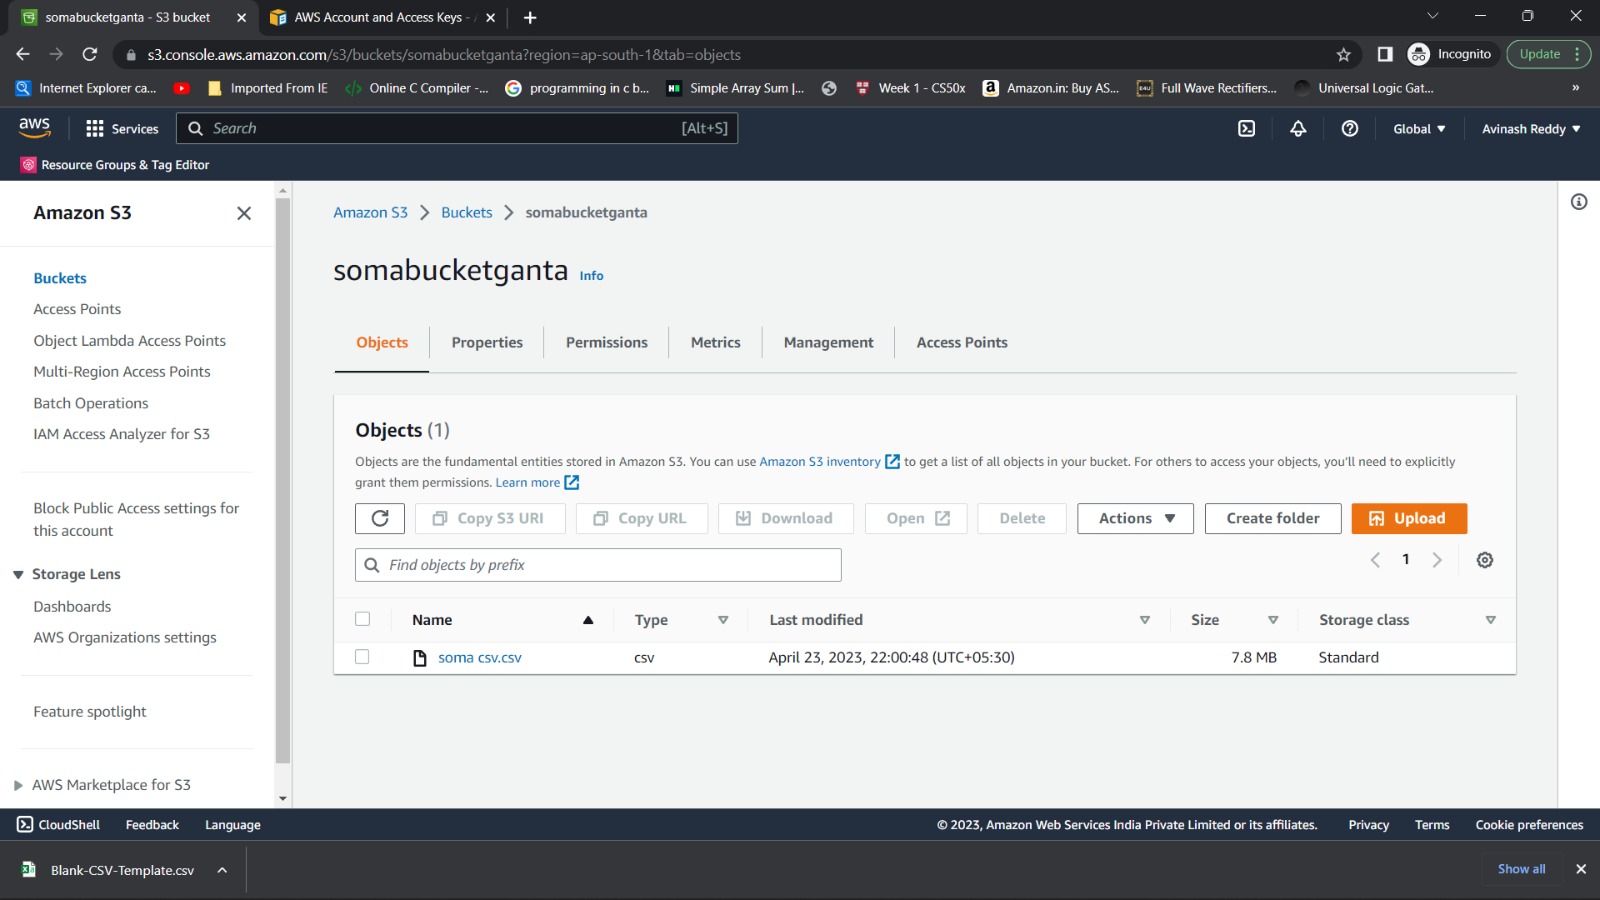 somabucketganta - S3 bucket
AWS Account and Access Keys -
s3.console.aws.amazon.com/s3/buckets/somabucketganta?region=ap-south-1&tab=objects
Incognito
Update
Internet Explorer ca...
Imported From IE
Online C Compiler -...
programming in c b...
Simple Array Sum |...
Week 1 - CS50x
Amazon.in: Buy AS...
Full Wave Rectifiers...
Universal Logic Gat...
»
aws
Services
Search
[Alt+S]
Global
Avinash Reddy
Resource Groups & Tag Editor
Amazon S3
Buckets
Access Points
Object Lambda Access Points
Multi-Region Access Points
Batch Operations
IAM Access Analyzer for S3
Block Public Access settings for
this account
Storage Lens
Dashboards
AWS Organizations settings
Feature spotlight
AWS Marketplace for S3
Amazon S3 > Buckets > somabucketganta
somabucketganta Info
Objects
Properties
Permissions
Metrics
Management
Access Points
Objects (1)
Objects are the fundamental entities stored in Amazon S3. You can use Amazon S3 inventory to get a list of all objects in your bucket. For others to access your objects, you'll need to explicitly
grant them permissions. Learn more
Copy S3 URI
Copy URL
Download
Open
Delete
Actions
Create folder
Upload
Find objects by prefix
1
Name
Type
Last modified
Size
Storage class
soma csv.csv
csv
April 23, 2023, 22:00:48 (UTC+05:30)
7.8 MB
Standard
CloudShell
Feedback
Language
© 2023, Amazon Web Services India Private Limited or its affiliates.
Privacy
Terms
Cookie preferences
Blank-CSV-Template.csv
Show all